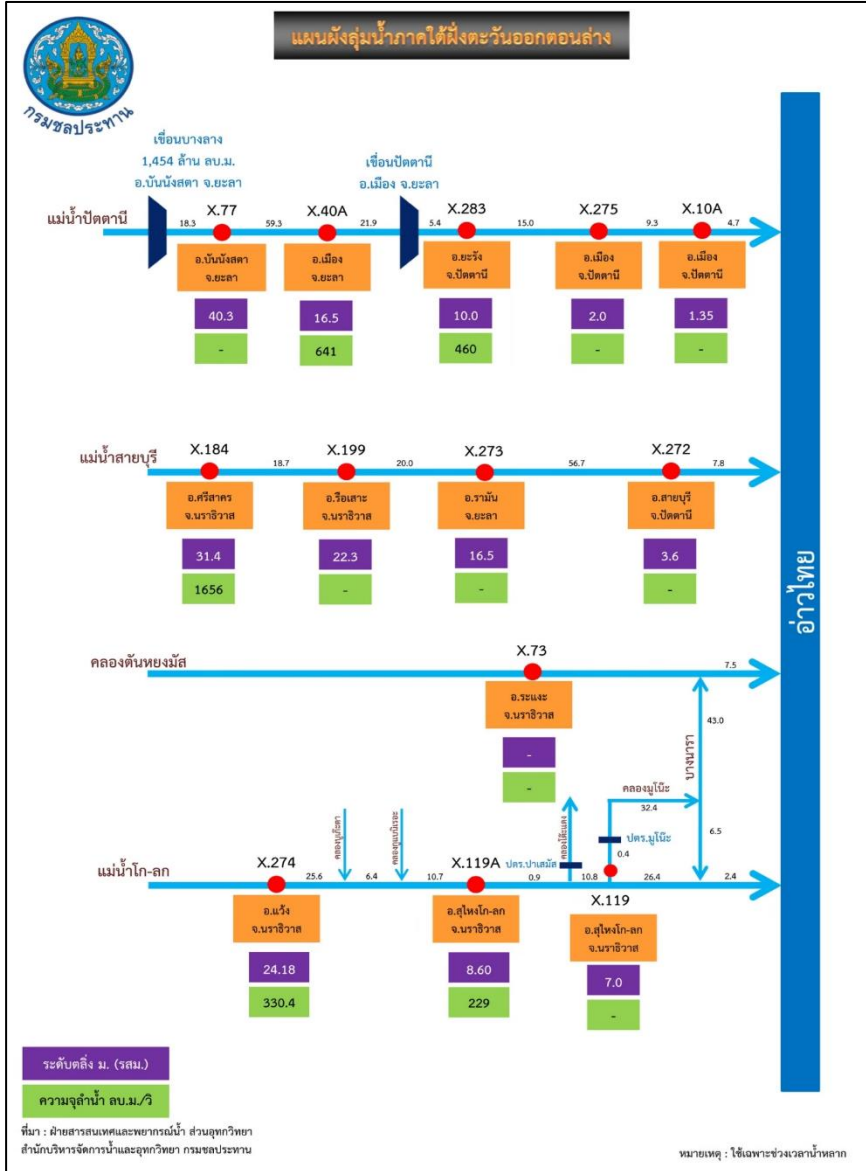 แผนผังลุ่มน้ำภาคใต้ฝั่งตะวันออกตอนล่าง
กรมชลประทาน
เขื่อนบางลาง
1,454 ล้าน ลบ.ม.
อ.บันนังสตา จ.ยะลา
เขื่อนปัตตานี
อ.เมือง จ.ยะลา
แม่น้ำปัตตานี
18.3
X.77
59.3
X.40A
21.9
5.4
X.283
15.0
X.275
9.3
X.10A
4.7
อ.บันนังสตา
จ.ยะลา
อ.เมือง
จ.ยะลา
อ.ยะรัง
จ.ปัตตานี
อ.เมือง
จ.ปัตตานี
อ.เมือง
จ.ปัตตานี
40.3
16.5
10.0
2.0
1.35
-
641
460
-
-
แม่น้ำสายบุรี
X.184
18.7
X.199
20.0
X.273
56.7
X.272
7.8
อ.ศรีสาคร
จ.นราธิวาส
อ.รือเสาะ
จ.นราธิวาส
อ.รามัน
จ.ยะลา
อ.สายบุรี
จ.ปัตตานี
31.4
22.3
16.5
3.6
1656
-
-
-
อ่าวไทย
คลองตันหยงมัส
X.73
7.5
อ.ระแงะ
จ.นราธิวาส
-
-
บางนารา
43.0
6.5
คลองมูโน๊ะ
32.4
ปตร.มูโน๊ะ
0.4
คลองโต๊ะแดง
ปตร.ปาเสมัส
แม่น้ำโก-ลก
X.274
25.6
6.4
10.7
X.119A
0.9
10.8
26.4
2.4
X.119
อ.แว้ง
จ.นราธิวาส
อ.สุไหงโก-ลก
จ.นราธิวาส
อ.สุไหงโก-ลก
จ.นราธิวาส
24.18
8.60
7.0
330.4
229
-
ระดับตลิ่ง ม. (รสม.)
ความจุลำน้ำ ลบ.ม./วิ
ที่มา : ฝ่ายสารสนเทศและพยากรณ์น้ำ ส่วนอุทกวิทยา
สำนักบริหารจัดการน้ำและอุทกวิทยา กรมชลประทาน
หมายเหตุ : ใช้เฉพาะช่วงเวลาน้ำหลาก